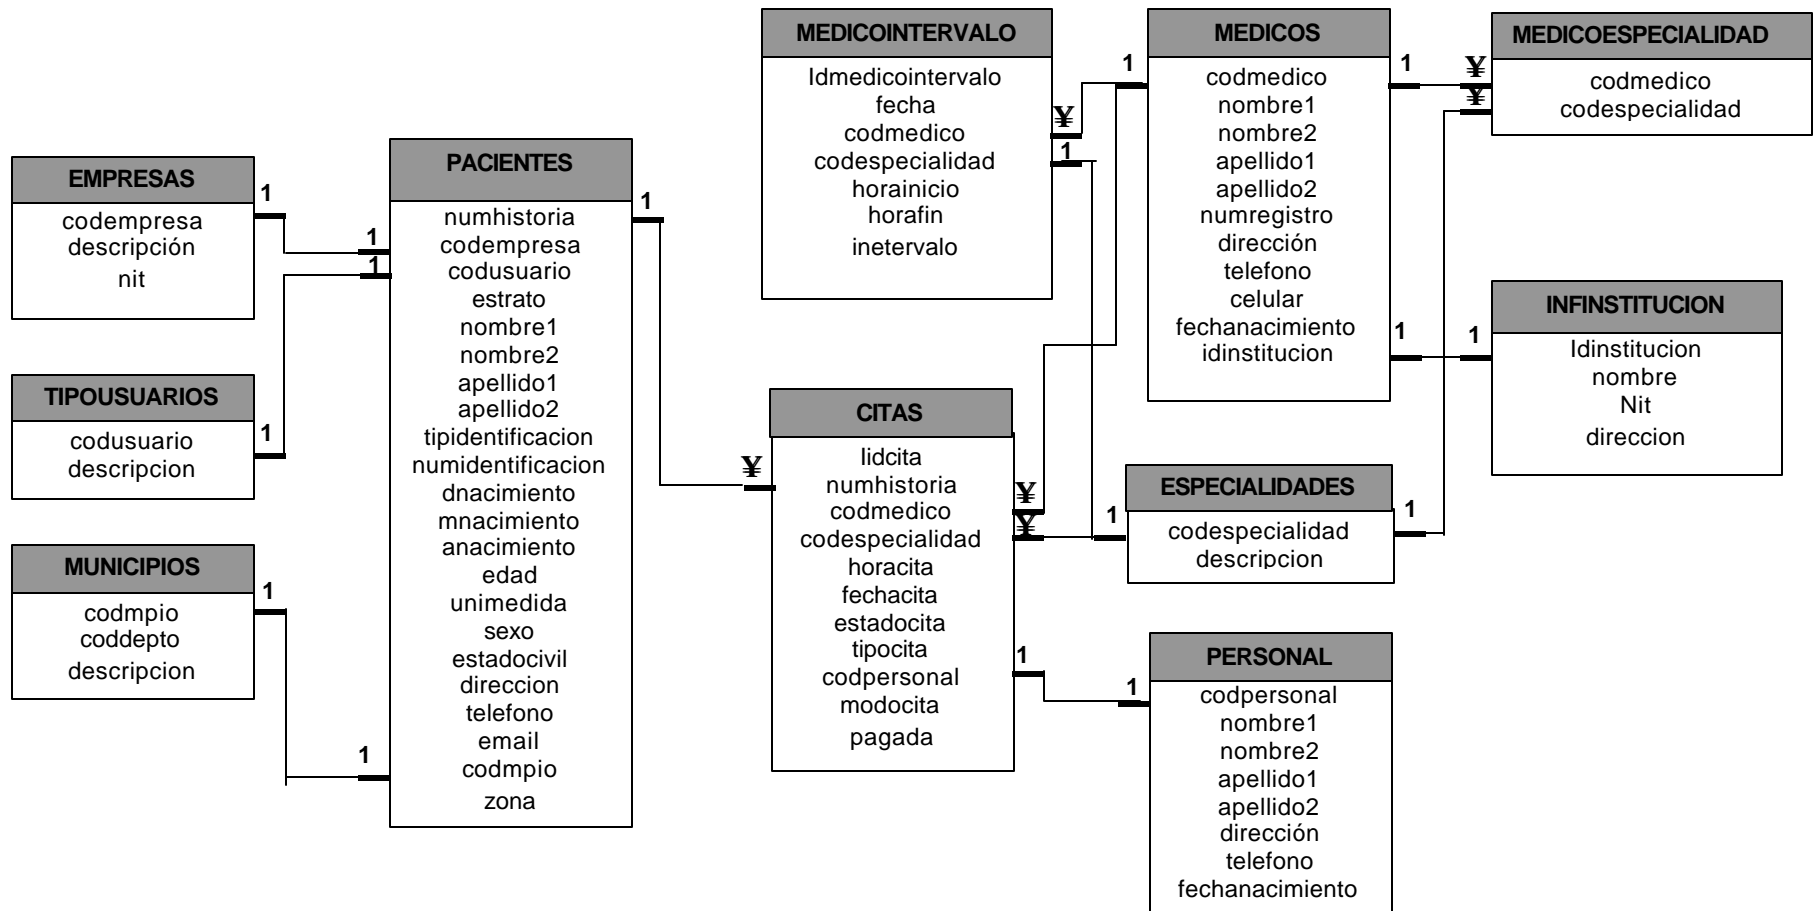 EMPRESAS
codempresa
descripción
nit
TIPOUSUARIOS
codusuario
descripcion
MUNICIPIOS
codmpio
coddepto
descripcion
1
1
1
1
1
1
PACIENTES
numhistoria
codempresa
codusuario
estrato
nombre1
nombre2
apellido1
apellido2
tipidentificacion
numidentificacion
dnacimiento
mnacimiento
anacimiento
edad
unimedida
sexo
estadocivil
direccion
telefono
email
codmpio
zona
1
¥
MEDICOINTERVALO
Idmedicointervalo
fecha
codmedico
codespecialidad
horainicio
horafin
inetervalo
¥
1
1
CITAS
Iidcita
numhistoria
codmedico
codespecialidad
horacita
fechacita
estadocita
tipocita
codpersonal
modocita
pagada
¥
¥
1
1
1
MEDICOS
codmedico
nombre1
nombre2
apellido1
apellido2
numregistro
dirección
telefono
celular
fechanacimiento
idinstitucion
1
¥
¥
1
1
ESPECIALIDADES
codespecialidad
descripcion
1
PERSONAL
codpersonal
nombre1
nombre2
apellido1
apellido2
dirección
telefono
fechanacimiento
MEDICOESPECIALIDAD
codmedico
codespecialidad
INFINSTITUCION
Idinstitucion
nombre
Nit
direccion